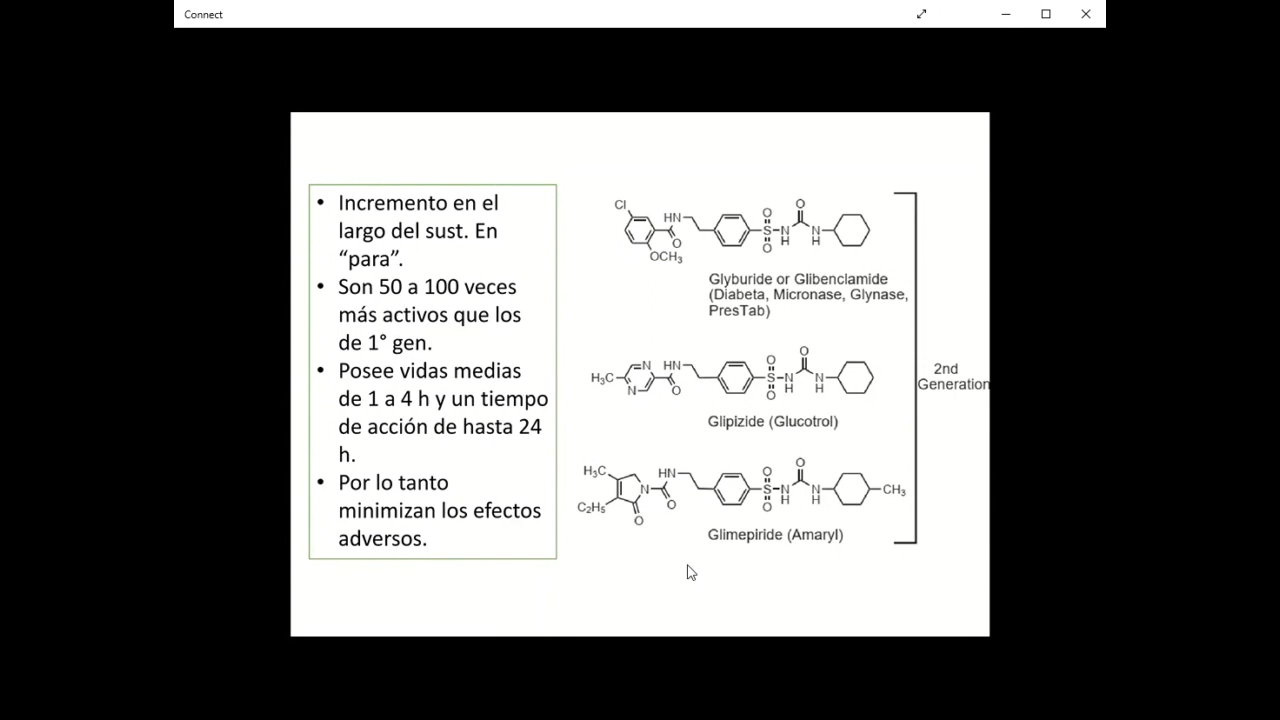 Connect
• Incremento en el
largo del sust. En
“para”.
• Son 50 a 100 veces
más activos que los
de 1° gen.
• Posee vidas medias
de 1 a 4 h y un tiempo
de acción de hasta 24
h.
• Por lo tanto
minimizan los efectos
adversos.
Cl
HN
O
OCH₃
O
S
O
N
H
O
N
H
Glyburide or Glibenclamide
(Diabeta, Micronase, Glynase,
PresTab)
H₃C
N
N
HN
O
O
S
O
N
H
O
N
H
Glipizide (Glucotrol)
2nd
Generation
H₃C
C₂H₅
N
O
HN
O
O
S
O
N
H
O
N
H
CH₃
Glimepiride (Amaryl)